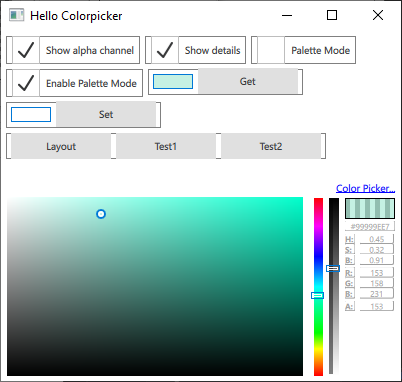 Hello Colorpicker
Show alpha channel Show details Palette Mode
Enable Palette Mode Get
Set
Layout Test1 Test2
Color Picker...
#99999EE7
H: 0.45
S: 0.32
B: 0.91
R: 153
G: 158
B: 231
A: 153